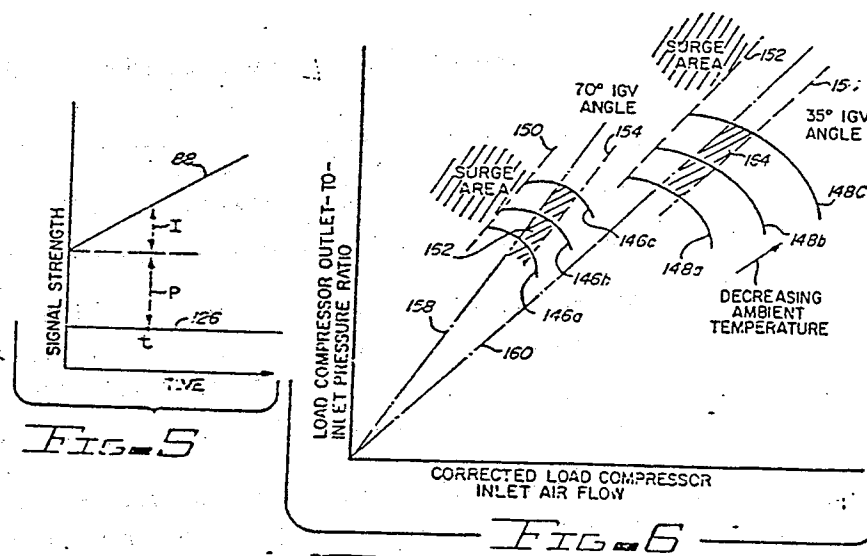 SIGNAL STRENGTH
88
I
P
126
t
TIME
FIG-5
LOAD COMPRESSOR OUTLET-TO-
INLET PRESSURE RATIO
SURGE
AREA
152
70° IGV
ANGLE
150
154
35° IGV
ANGLE
SURGE
AREA
164
152
148c
146c
148b
146b
148a
146a
DECREASING
AMBIENT
TEMPERATURE
158
160
CORRECTED LOAD COMPRESSOR
INLET AIR FLOW
FIG-6